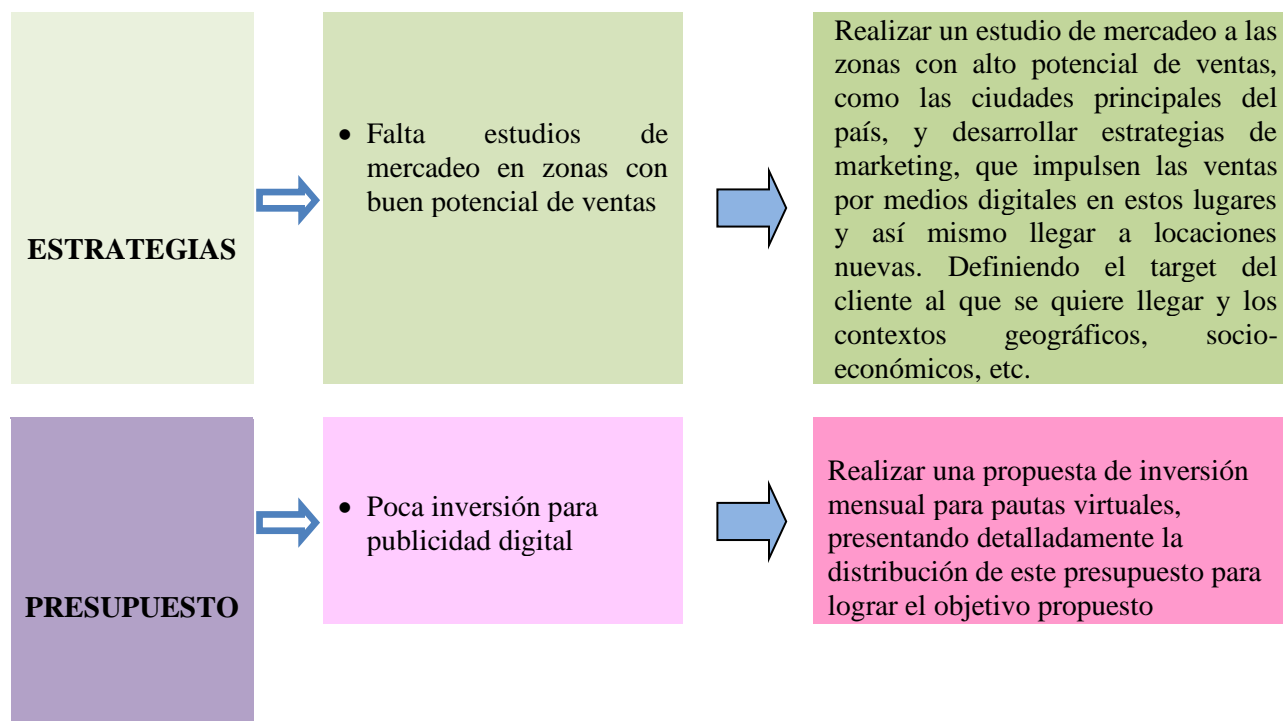 ESTRATEGIAS
• Falta estudios de
mercadeo en zonas con
buen potencial de ventas
Realizar un estudio de mercadeo a las
zonas con alto potencial de ventas,
como las ciudades principales del
país, y desarrollar estrategias de
marketing, que impulsen las ventas
por medios digitales en estos lugares
y así mismo llegar a locaciones
nuevas. Definiendo el target del
cliente al que se quiere llegar y los
contextos geográficos, socio-
económicos, etc.
PRESUPUESTO
• Poca inversión para
publicidad digital
Realizar una propuesta de inversión
mensual para pautas virtuales,
presentando detalladamente la
distribución de este presupuesto para
lograr el objetivo propuesto